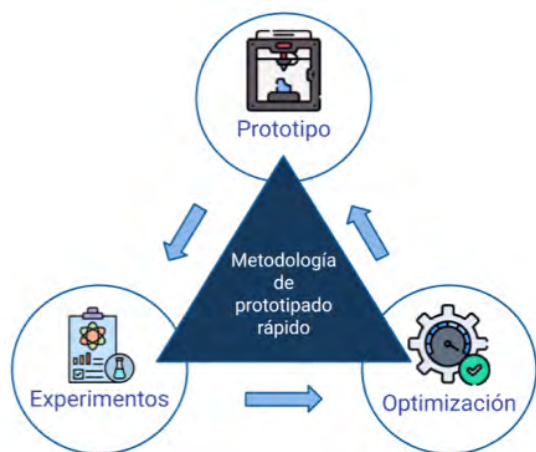 Prototipo
Metodología
de
prototipado
rápido
Experimentos
Optimización